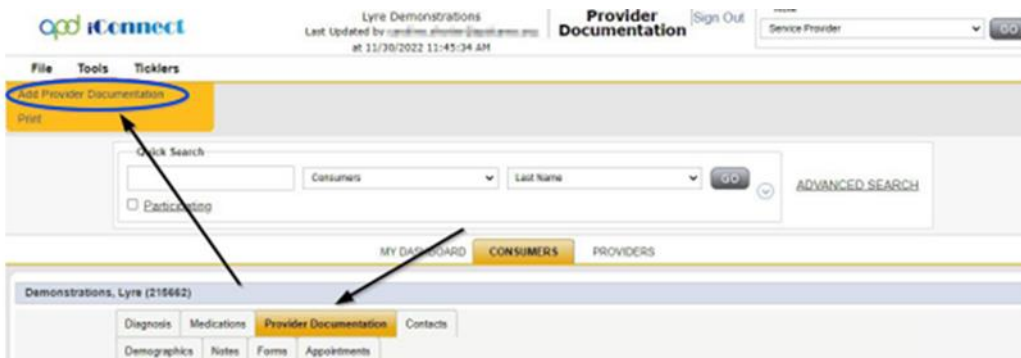 apd iConnect
Lyre Demonstrations
Last Updated by
at 11/30/2022 11:45:34 AM
Provider
Documentation
Sign Out
Service Provider
GO
File Tools Ticklers
Add Provider Documentation
Print
Quick Search
Consumers Last Name GO
ADVANCED SEARCH
Participating
MY DASHBOARD CONSUMERS PROVIDERS
Demonstrations, Lyre (215662)
Diagnosis Medications Provider Documentation Contacts
Demographics Notes Forms Appointments